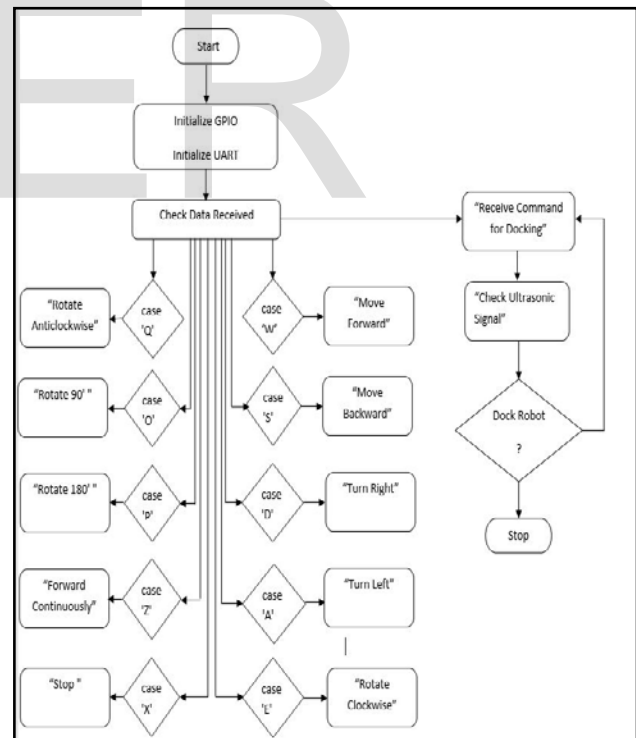 ER
Start
Initialize GPIO
Initialize UART
Check Data Received
"Receive Command
for Docking"
"Rotate
Anticlockwise"
case
'Q'
case
'W'
"Move
Forward"
"Check Ultrasonic
Signal"
"Rotate 90' "
case
'O'
case
'S'
"Move
Backward"
Dock Robot
?
"Rotate 180' "
case
'P'
case
'D'
"Turn Right"
Stop
"Forward
Continuously"
case
'Z'
case
'A'
"Turn Left"
"Stop "
case
'X'
case
'E'
"Rotate
Clockwise"